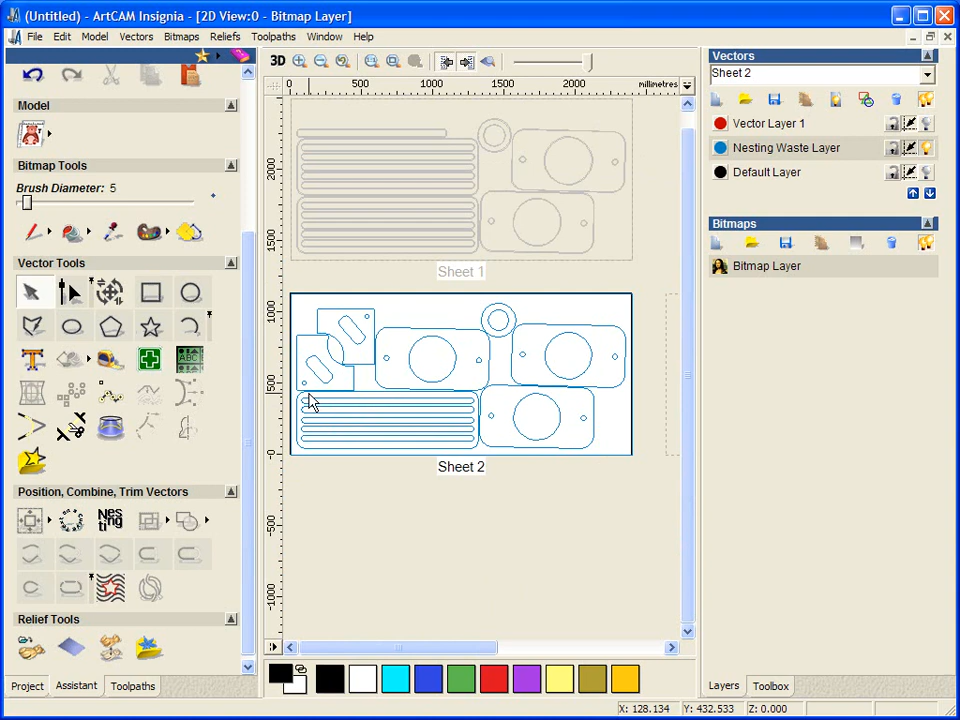 (Untitled) - ArtCAM Insignia - [2D View:0 - Bitmap Layer]
File Edit Model Vectors Bitmaps Reliefs Toolpaths Window Help
Model
Bitmap Tools
Brush Diameter: 5
Vector Tools
ABC
Position, Combine, Trim Vectors
Nes
ting
Relief Tools
Project Assistant Toolpaths
3D
0 500 1000 1500 2000 millimetres
2000
1500
1000
500
-0
-500
-1000
Sheet 1
Sheet 2
Vectors
Sheet 2
Vector Layer 1
Nesting Waste Layer
Default Layer
Bitmaps
Bitmap Layer
Layers Toolbox
X: 128.134 Y: 432.533 Z: 0.000